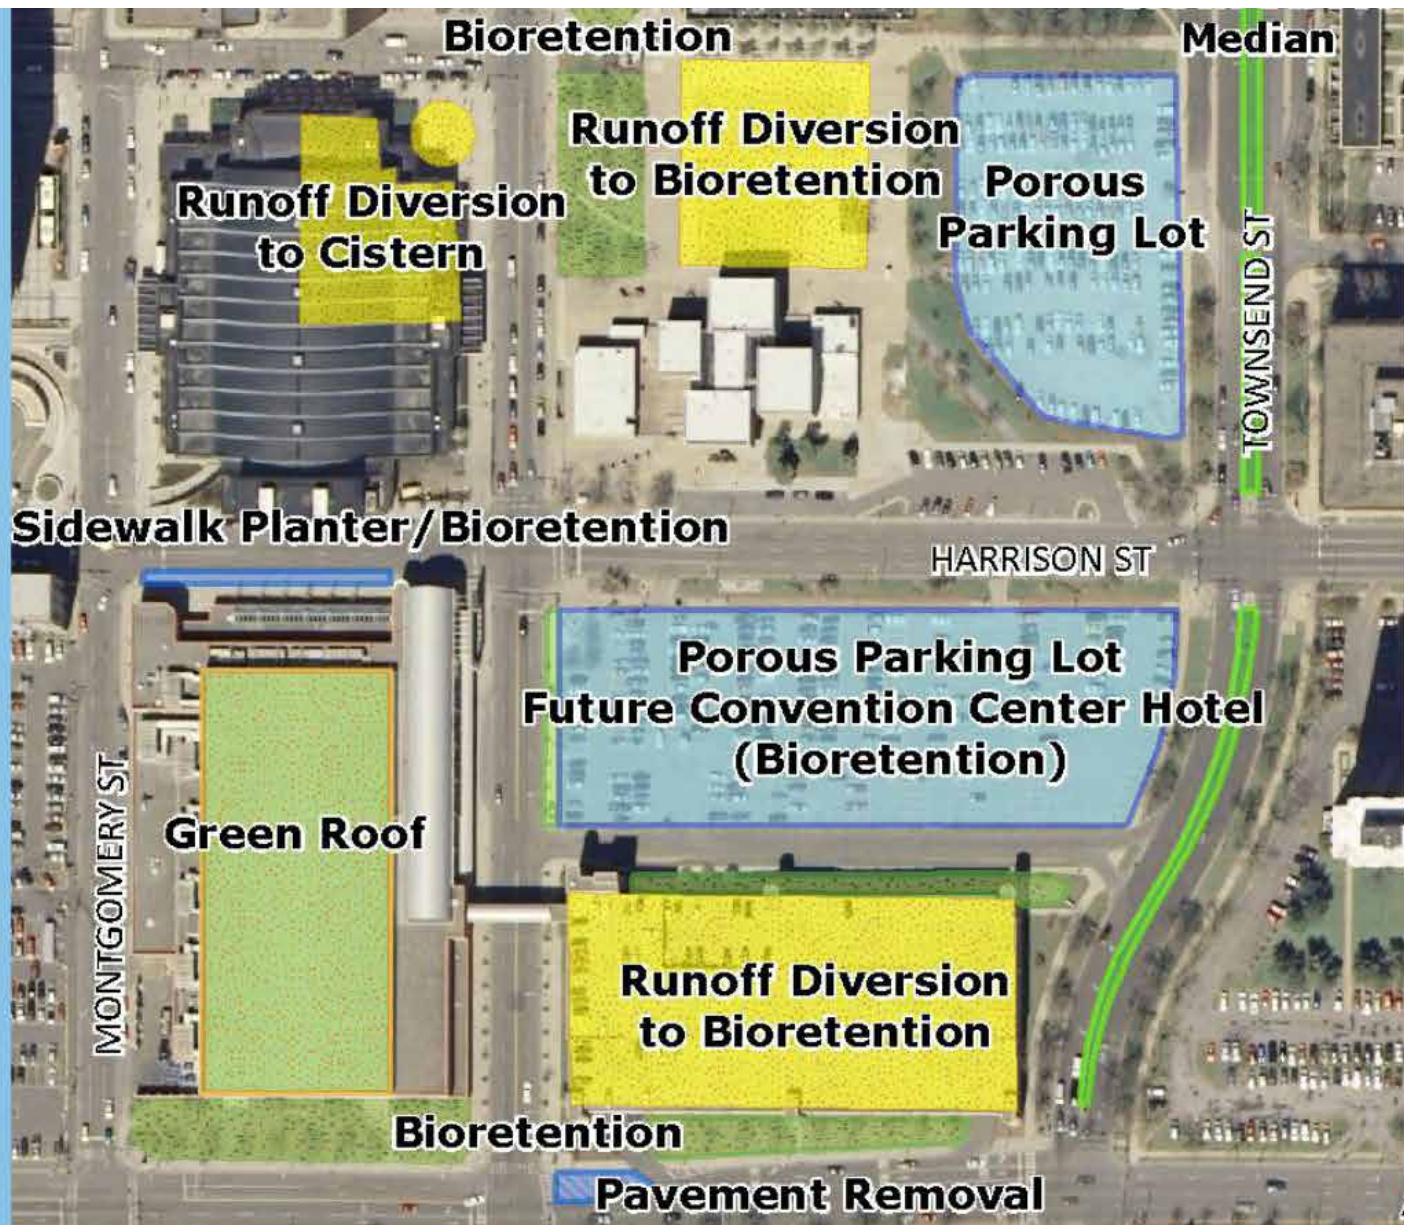 Bioretention
Median
Runoff Diversion
to Bioretention
Porous
Parking Lot
Runoff Diversion
to Cistern
TOWNSEND ST
Sidewalk Planter/Bioretention
HARRISON ST
Porous Parking Lot
Future Convention Center Hotel
(Bioretention)
Green Roof
MONTGOMERY ST
Runoff Diversion
to Bioretention
Bioretention
Pavement Removal